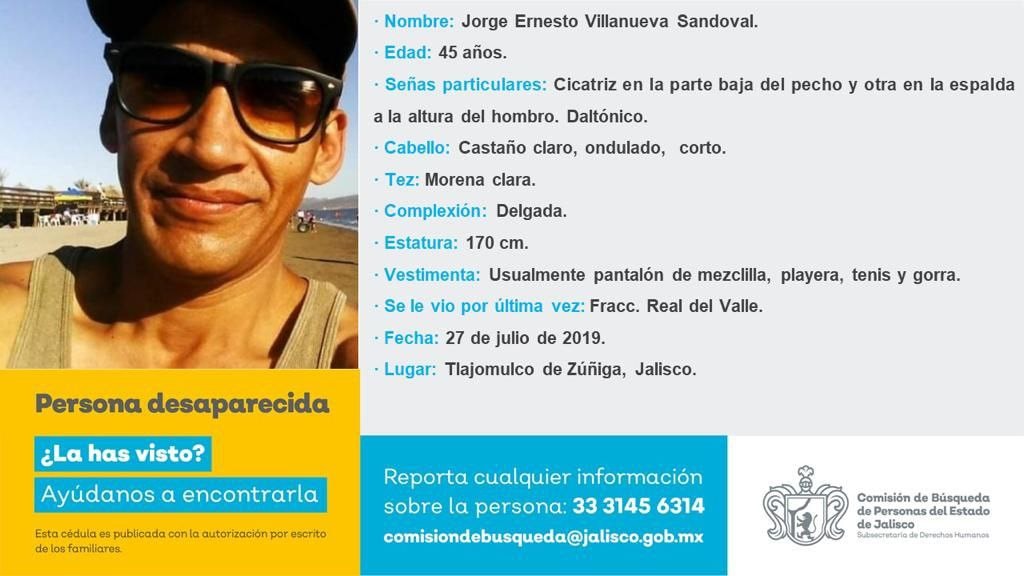 · Nombre: Jorge Ernesto Villanueva Sandoval.
· Edad: 45 años.
· Señas particulares: Cicatriz en la parte baja del pecho y otra en la espalda
a la altura del hombro. Daltónico.
· Cabello: Castaño claro, ondulado, corto.
· Tez: Morena clara.
· Complexión: Delgada.
· Estatura: 170 cm.
· Vestimenta: Usualmente pantalón de mezclilla, playera, tenis y gorra.
· Se le vio por última vez: Fracc. Real del Valle.
· Fecha: 27 de julio de 2019.
· Lugar: Tlajomulco de Zúñiga, Jalisco.
Persona desaparecida
¿La has visto?
Ayúdanos a encontrarla
Esta cédula es publicada con la autorización por escrito
de los familiares.
Reporta cualquier información
sobre la persona: 33 3145 6314
comisiondebusqueda@jalisco.gob.mx
Comisión de Búsqueda
de Personas del Estado
de Jalisco
Subsecretaría de Derechos Humanos